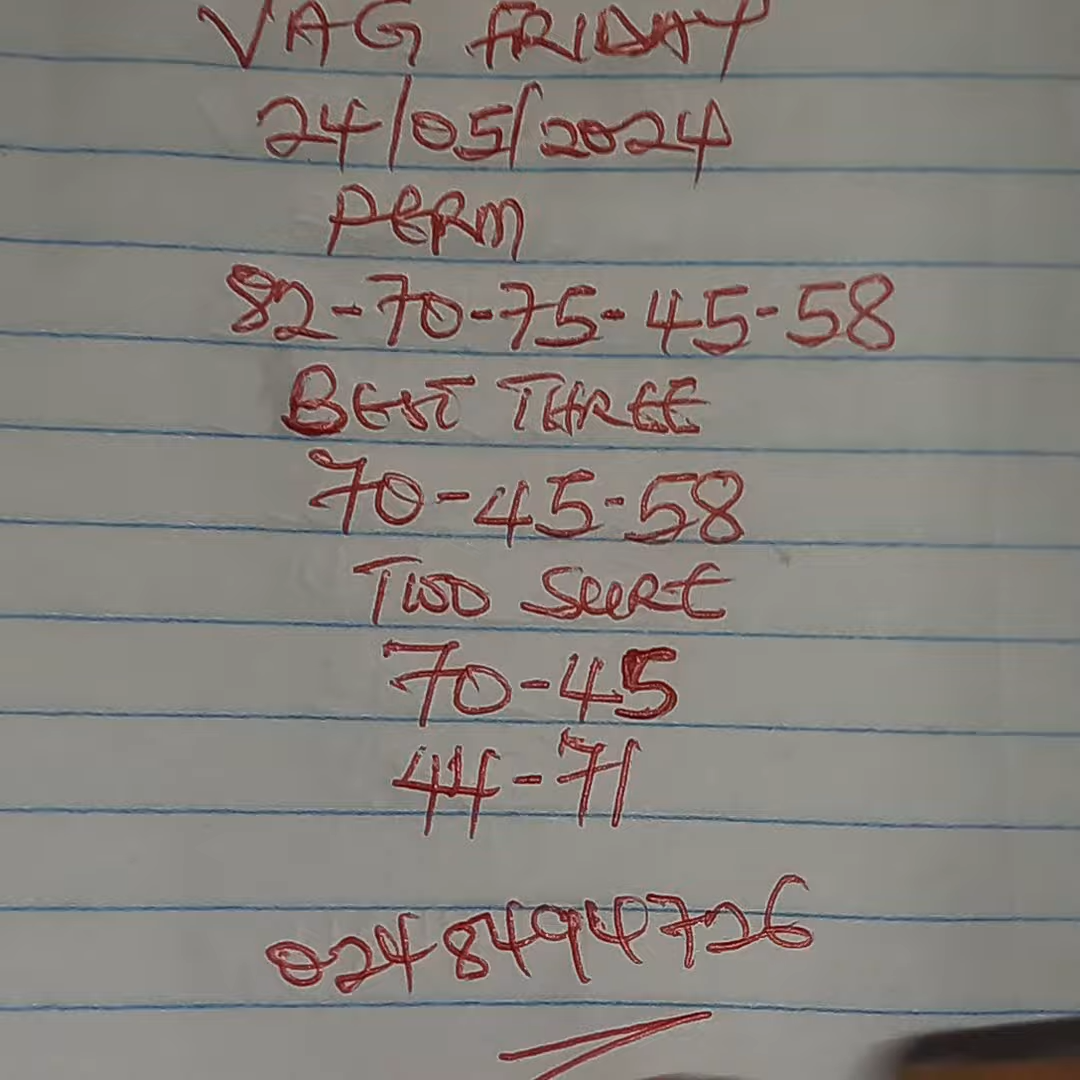 VAG FRIDAY
24/05/2024
PERM
82-70-75-45-58
BEST THREE
70-45-58
TWO SURE
70-45
44-71
0248494726